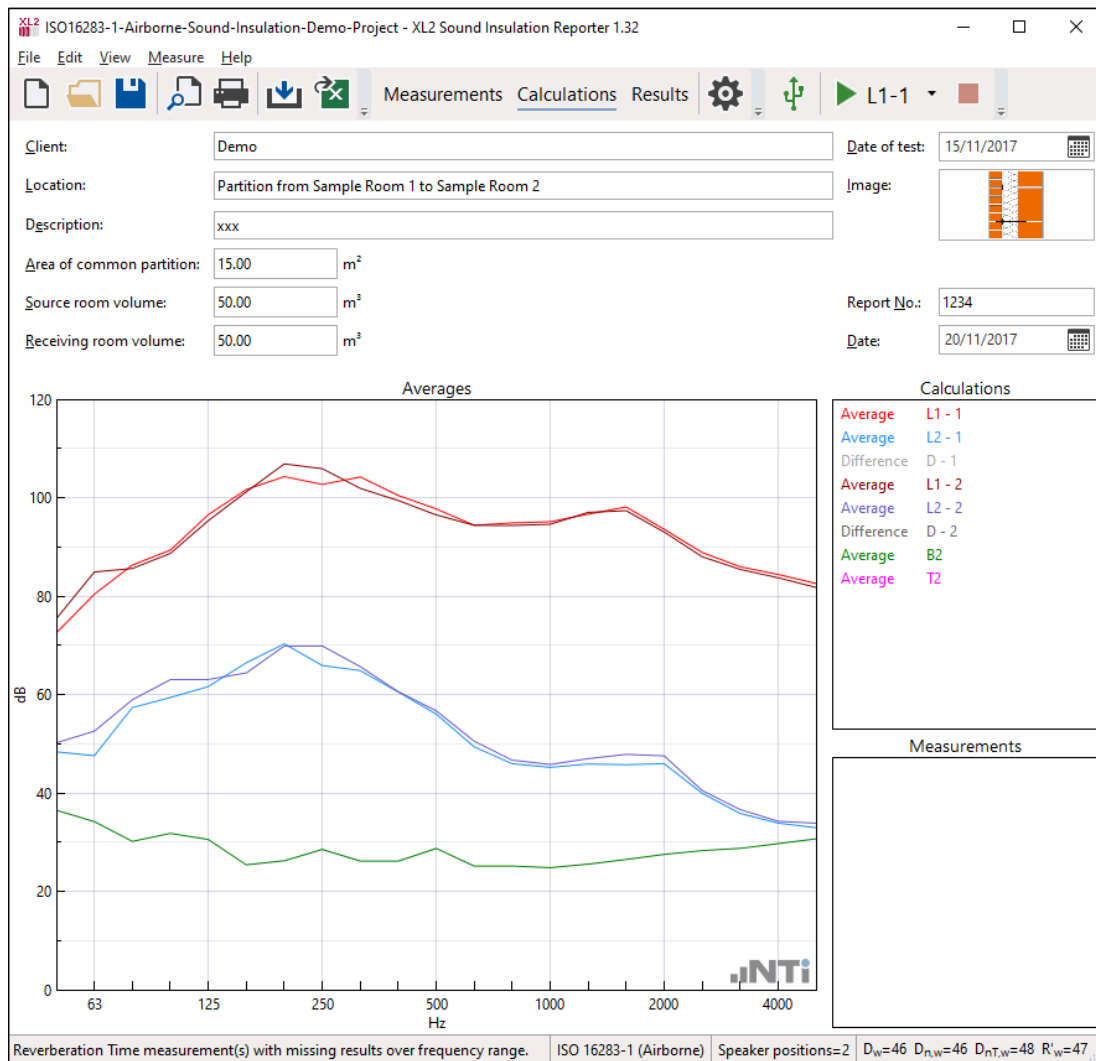 XL2 ISO16283-1-Airborne-Sound-Insulation-Demo-Project - XL2 Sound Insulation Reporter 1.32
File Edit View Measure Help
Measurements Calculations Results L1-1
Client: Demo Date of test: 15/11/2017
Location: Partition from Sample Room 1 to Sample Room 2 Image:
Description: xxx
Area of common partition: 15.00 m²
Source room volume: 50.00 m³ Report No.: 1234
Receiving room volume: 50.00 m³ Date: 20/11/2017
Averages
120
100
80
60
40
20
0
dB
63 125 250 500 1000 2000 4000
Hz
NTi
Calculations
Average L1 - 1
Average L2 - 1
Difference D - 1
Average L1 - 2
Average L2 - 2
Difference D - 2
Average B2
Average T2
Measurements
Reverberation Time measurement(s) with missing results over frequency range. ISO 16283-1 (Airborne) Speaker positions=2 Dw=46 Dn,w=46 DnT,w=48 R'w=47